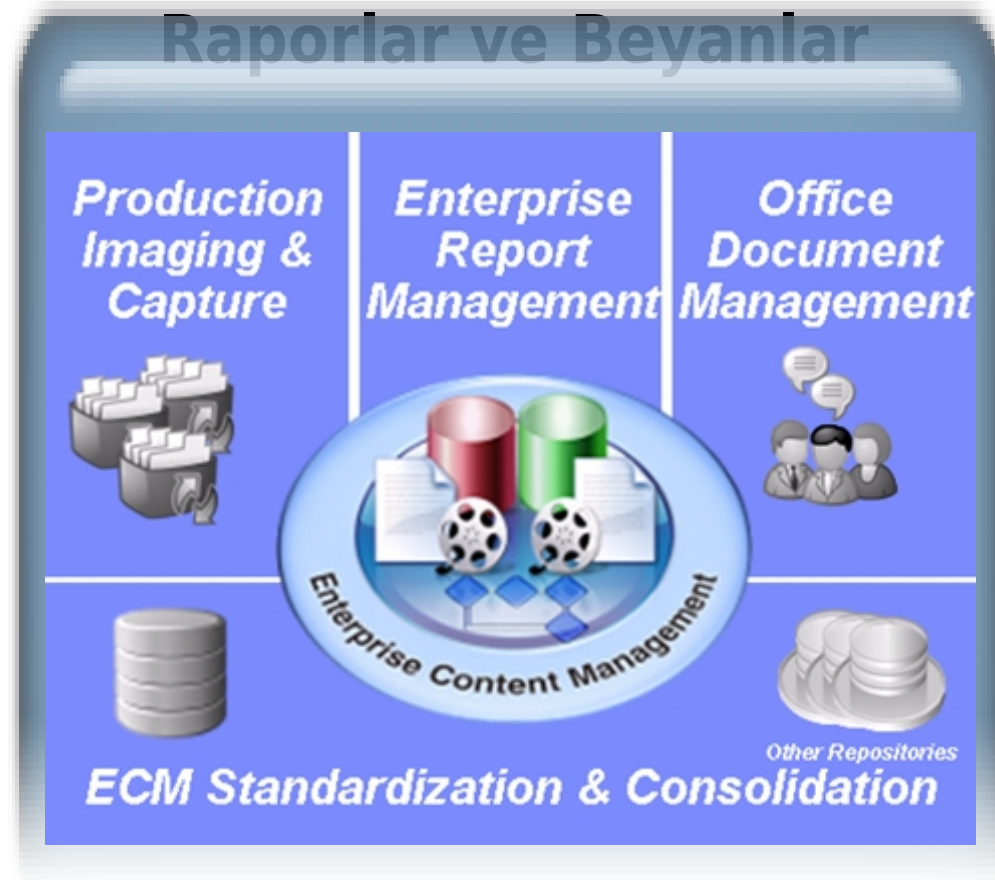 Raporlar ve Beyanlar
Production
Imaging &
Capture
Enterprise
Report
Management
Office
Document
Management
Enterprise Content Management
Other Repositories
ECM Standardization & Consolidation